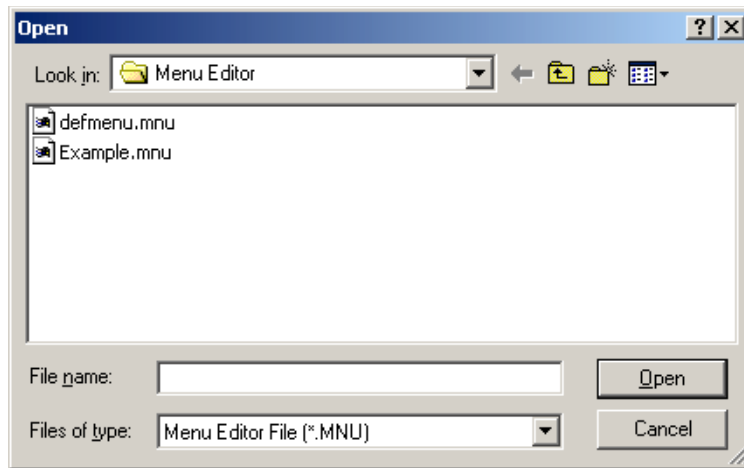 Open
Look in: Menu Editor
defmenu.mnu
Example.mnu
File name: Open
Files of type: Menu Editor File (*.MNU) Cancel